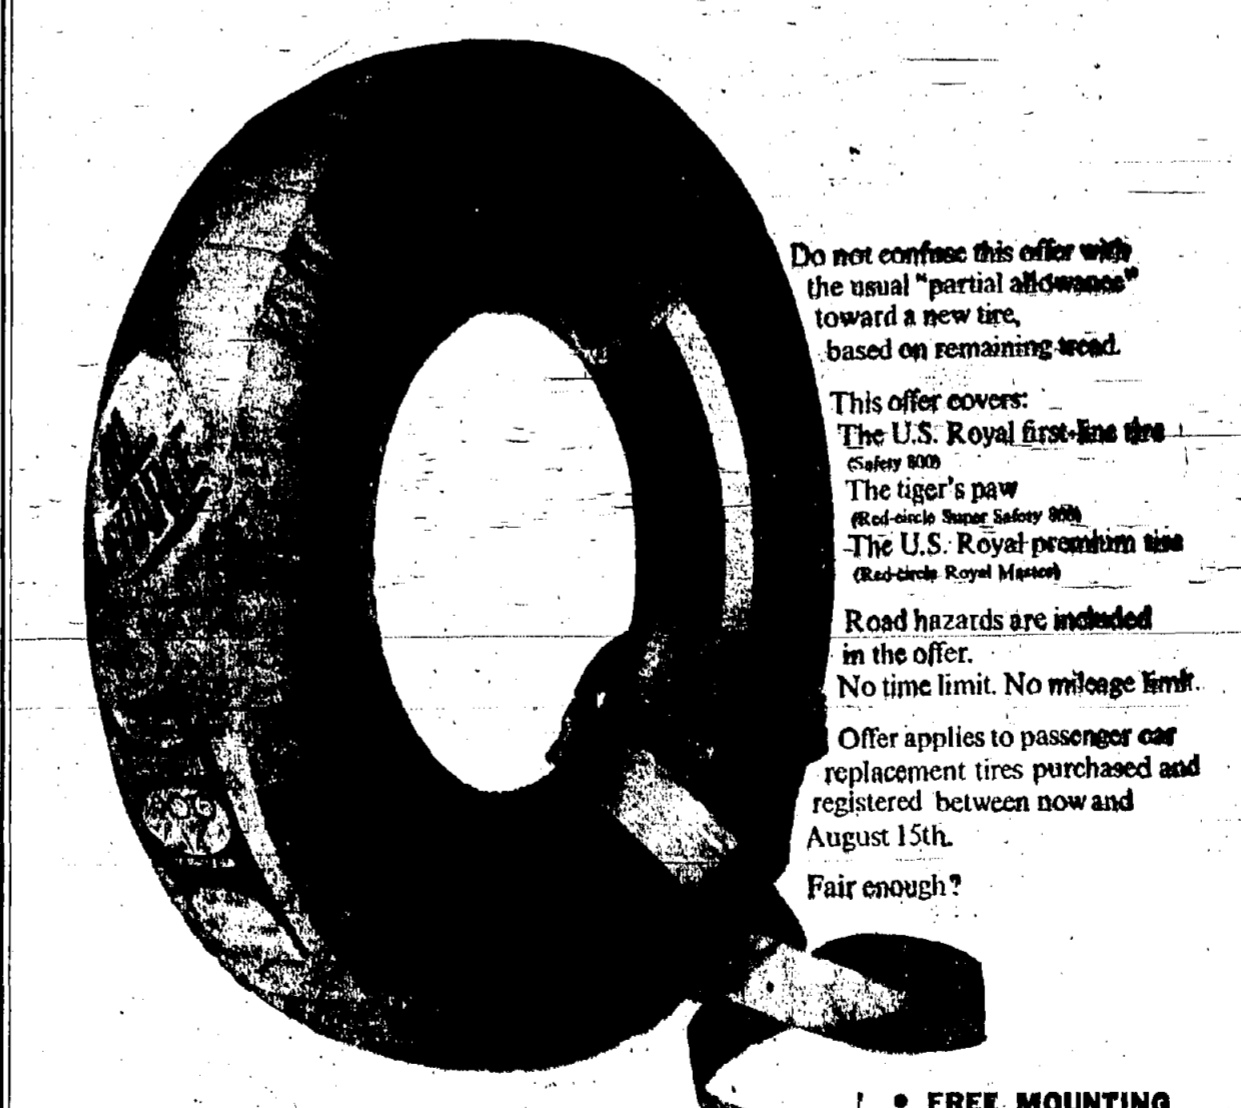 Do not confuse this offer with
the usual "partial allowance"
toward a new tire,
based on remaining tread.
This offer covers:
The U.S. Royal first-line tire
(Safety 800)
The tiger's paw
(Red-circle Super Safety 800)
The U.S. Royal premium tire
(Red-circle Royal Master)
Road hazards are included
in the offer.
No time limit. No mileage limit.
Offer applies to passenger car
replacement tires purchased and
registered between now and
August 15th.
Fair enough?
• FREE MOUNTING